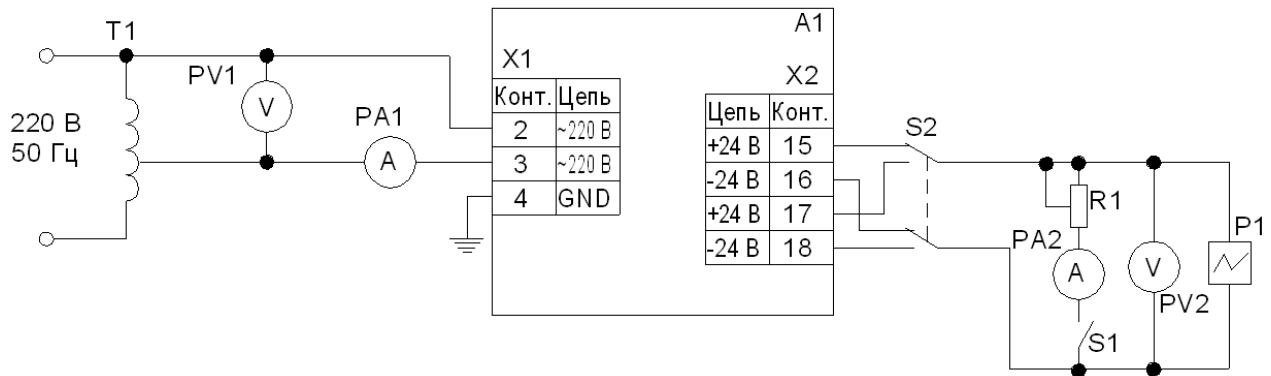 T1
220 В
50 Гц
PV1
V
PA1
A
A1
X1
Конт. Цепь
2 ~220 В
3 ~220 В
4 GND
X2
Цепь Конт.
+24 В 15
-24 В 16
+24 В 17
-24 В 18
S2
R1
PA2
A
S1
V
PV2
P1